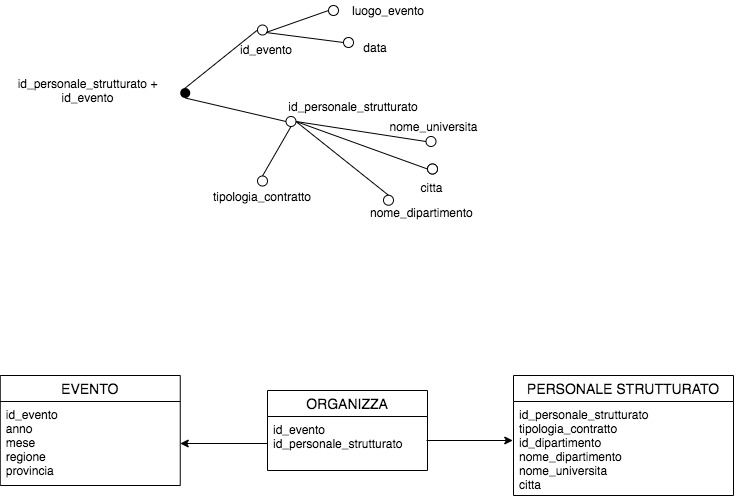 luogo_evento
id_evento
data
id_personale_strutturato +
id_evento
id_personale_strutturato
nome_universita
citta
tipologia_contratto
nome_dipartimento
EVENTO
id_evento
anno
mese
regione
provincia
ORGANIZZA
id_evento
id_personale_strutturato
PERSONALE STRUTTURATO
id_personale_strutturato
tipologia_contratto
id_dipartimento
nome_dipartimento
nome_universita
citta